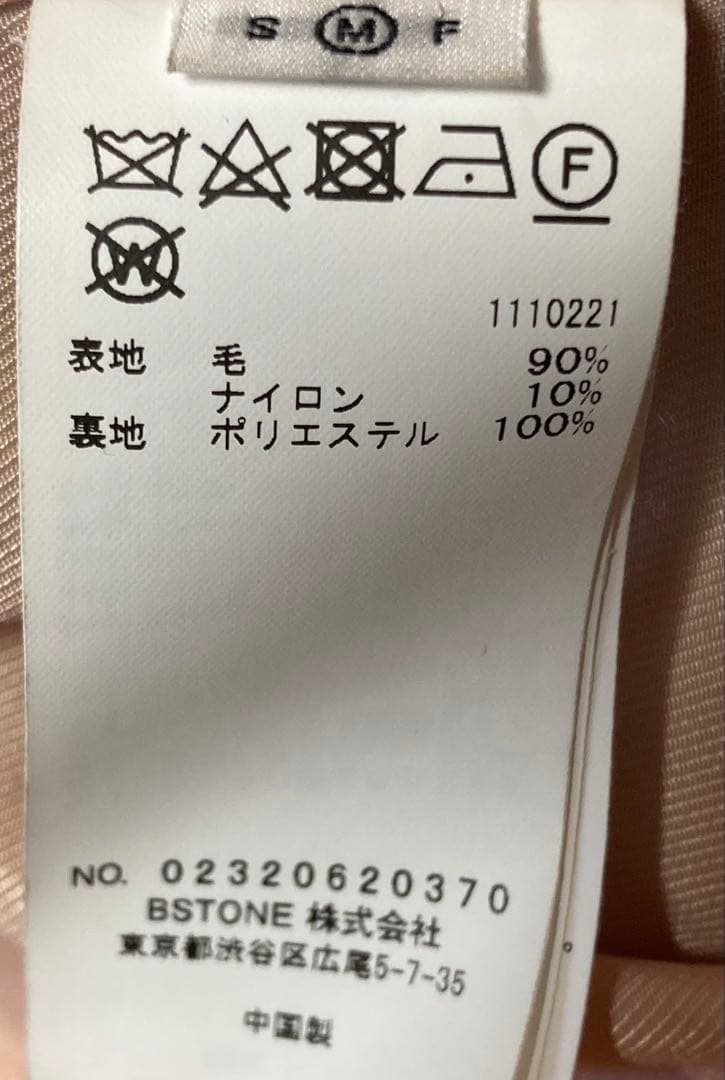 S M F
F
W
1110221
表地 毛 90%
ナイロン 10%
裏地 ポリエステル 100%
NO. 02320620370
BSTONE 株式会社
東京都渋谷区広尾5-7-35
中国製